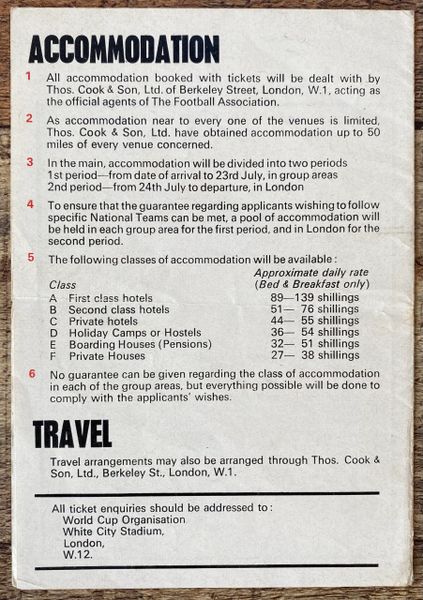 ACCOMMODATION
1 All accommodation booked with tickets will be dealt with by
Thos. Cook & Son, Ltd. of Berkeley Street, London, W.1, acting as
the official agents of The Football Association.
2 As accommodation near to every one of the venues is limited,
Thos. Cook & Son, Ltd. have obtained accommodation up to 50
miles of every venue concerned.
3 In the main, accommodation will be divided into two periods
1st period—from date of arrival to 23rd July, in group areas
2nd period—from 24th July to departure, in London
4 To ensure that the guarantee regarding applicants wishing to follow
specific National Teams can be met, a pool of accommodation will
be held in each group area for the first period, and in London for
the second period.
5 The following classes of accommodation will be available:
Approximate daily rate
Class (Bed & Breakfast only)
A First class hotels 89—139 shillings
B Second class hotels 51— 76 shillings
C Private hotels 44— 55 shillings
D Holiday Camps or Hostels 36— 54 shillings
E Boarding Houses (Pensions) 32— 51 shillings
F Private Houses 27— 38 shillings
6 No guarantee can be given regarding the class of accommodation
in each of the group areas, but everything possible will be done to
comply with the applicants' wishes.
TRAVEL
Travel arrangements may also be arranged through Thos. Cook &
Son, Ltd., Berkeley St., London, W.1.
All ticket enquiries should be addressed to:
World Cup Organisation
White City Stadium,
London,
W.12.